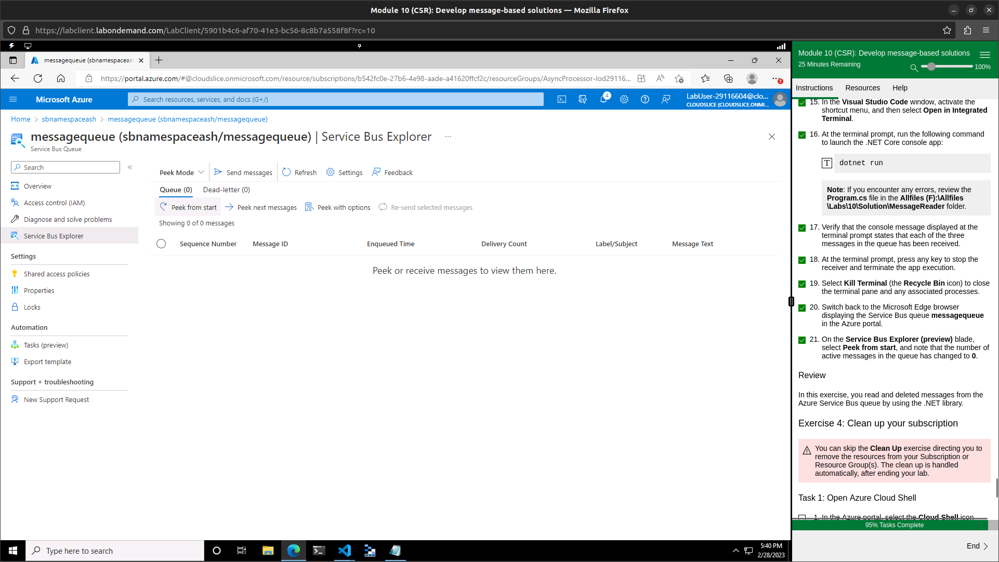 Module 10 (CSR): Develop message-based solutions — Mozilla Firefox
https://labclient.labondemand.com/LabClient/5901b4c6-af70-41e3-bc56-8c8b7a558f8f?rc=10
messagequeue (sbnamespaceash
https://portal.azure.com/#@cloudslice.onmicrosoft.com/resource/subscriptions/b542fc0e-27b6-4e98-aade-a41620ffcf2c/resourceGroups/AsyncProcessor-lod29116...
Microsoft Azure
Search resources, services, and docs (G+/)
4
LabUser-29116604@clo...
CLOUDSLICE (CLOUDSLICE.ONMI...
Home > sbnamespaceash > messagequeue (sbnamespaceash/messagequeue)
messagequeue (sbnamespaceash/messagequeue) | Service Bus Explorer ...
Service Bus Queue
Search
«
Overview
Access control (IAM)
Diagnose and solve problems
Service Bus Explorer
Settings
Shared access policies
Properties
Locks
Automation
Tasks (preview)
Export template
Support + troubleshooting
New Support Request
Peek Mode
Send messages
Refresh
Settings
Feedback
Queue (0)
Dead-letter (0)
Peek from start
Peek next messages
Peek with options
Re-send selected messages
Showing 0 of 0 messages
Sequence Number
Message ID
Enqueued Time
Delivery Count
Label/Subject
Message Text
Peek or receive messages to view them here.
Type here to search
5:40 PM
2/28/2023
Module 10 (CSR): Develop message-based solutions
25 Minutes Remaining
100%
Instructions
Resources
Help
15. In the Visual Studio Code window, activate the
shortcut menu, and then select Open in Integrated
Terminal.
16. At the terminal prompt, run the following command
to launch the .NET Core console app:
T
dotnet run
Note: If you encounter any errors, review the
Program.cs file in the Allfiles (F):\Allfiles
\Labs\10\Solution\MessageReader folder.
17. Verify that the console message displayed at the
terminal prompt states that each of the three
messages in the queue has been received.
18. At the terminal prompt, press any key to stop the
receiver and terminate the app execution.
19. Select Kill Terminal (the Recycle Bin icon) to close
the terminal pane and any associated processes.
20. Switch back to the Microsoft Edge browser
displaying the Service Bus queue messagequeue
in the Azure portal.
21. On the Service Bus Explorer (preview) blade,
select Peek from start, and note that the number of
active messages in the queue has changed to 0.
Review
In this exercise, you read and deleted messages from the
Azure Service Bus queue by using the .NET library.
Exercise 4: Clean up your subscription
You can skip the Clean Up exercise directing you to
remove the resources from your Subscription or
Resource Group(s). The clean up is handled
automatically, after ending your lab.
Task 1: Open Azure Cloud Shell
1. In the Azure portal, select the Cloud Shell icon
95% Tasks Complete
End